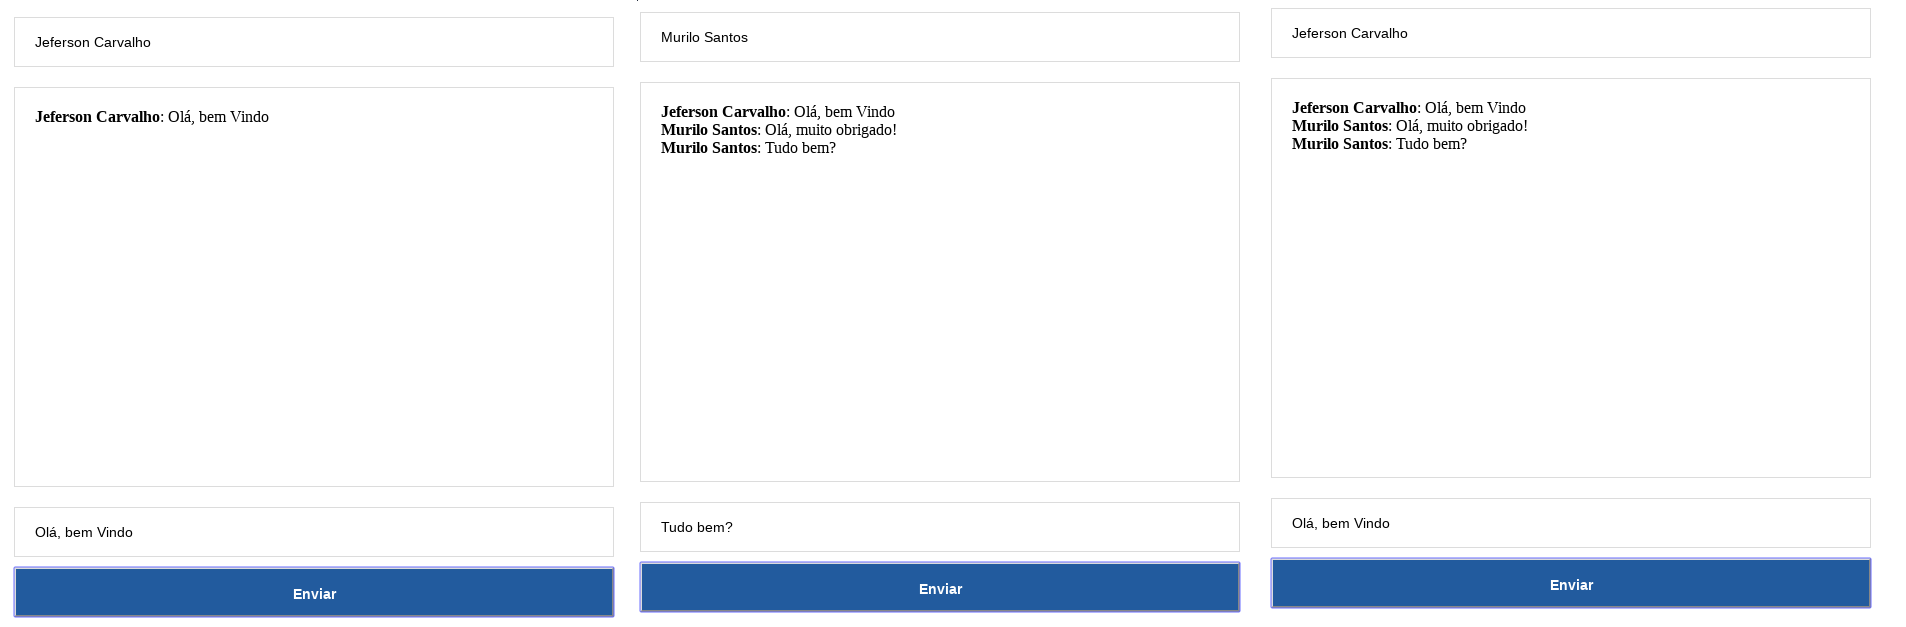 Jeferson Carvalho
Jeferson Carvalho: Olá, bem Vindo
Olá, bem Vindo
Enviar
Murilo Santos
Jeferson Carvalho: Olá, bem Vindo
Murilo Santos: Olá, muito obrigado!
Murilo Santos: Tudo bem?
Tudo bem?
Enviar
Jeferson Carvalho
Jeferson Carvalho: Olá, bem Vindo
Murilo Santos: Olá, muito obrigado!
Murilo Santos: Tudo bem?
Olá, bem Vindo
Enviar